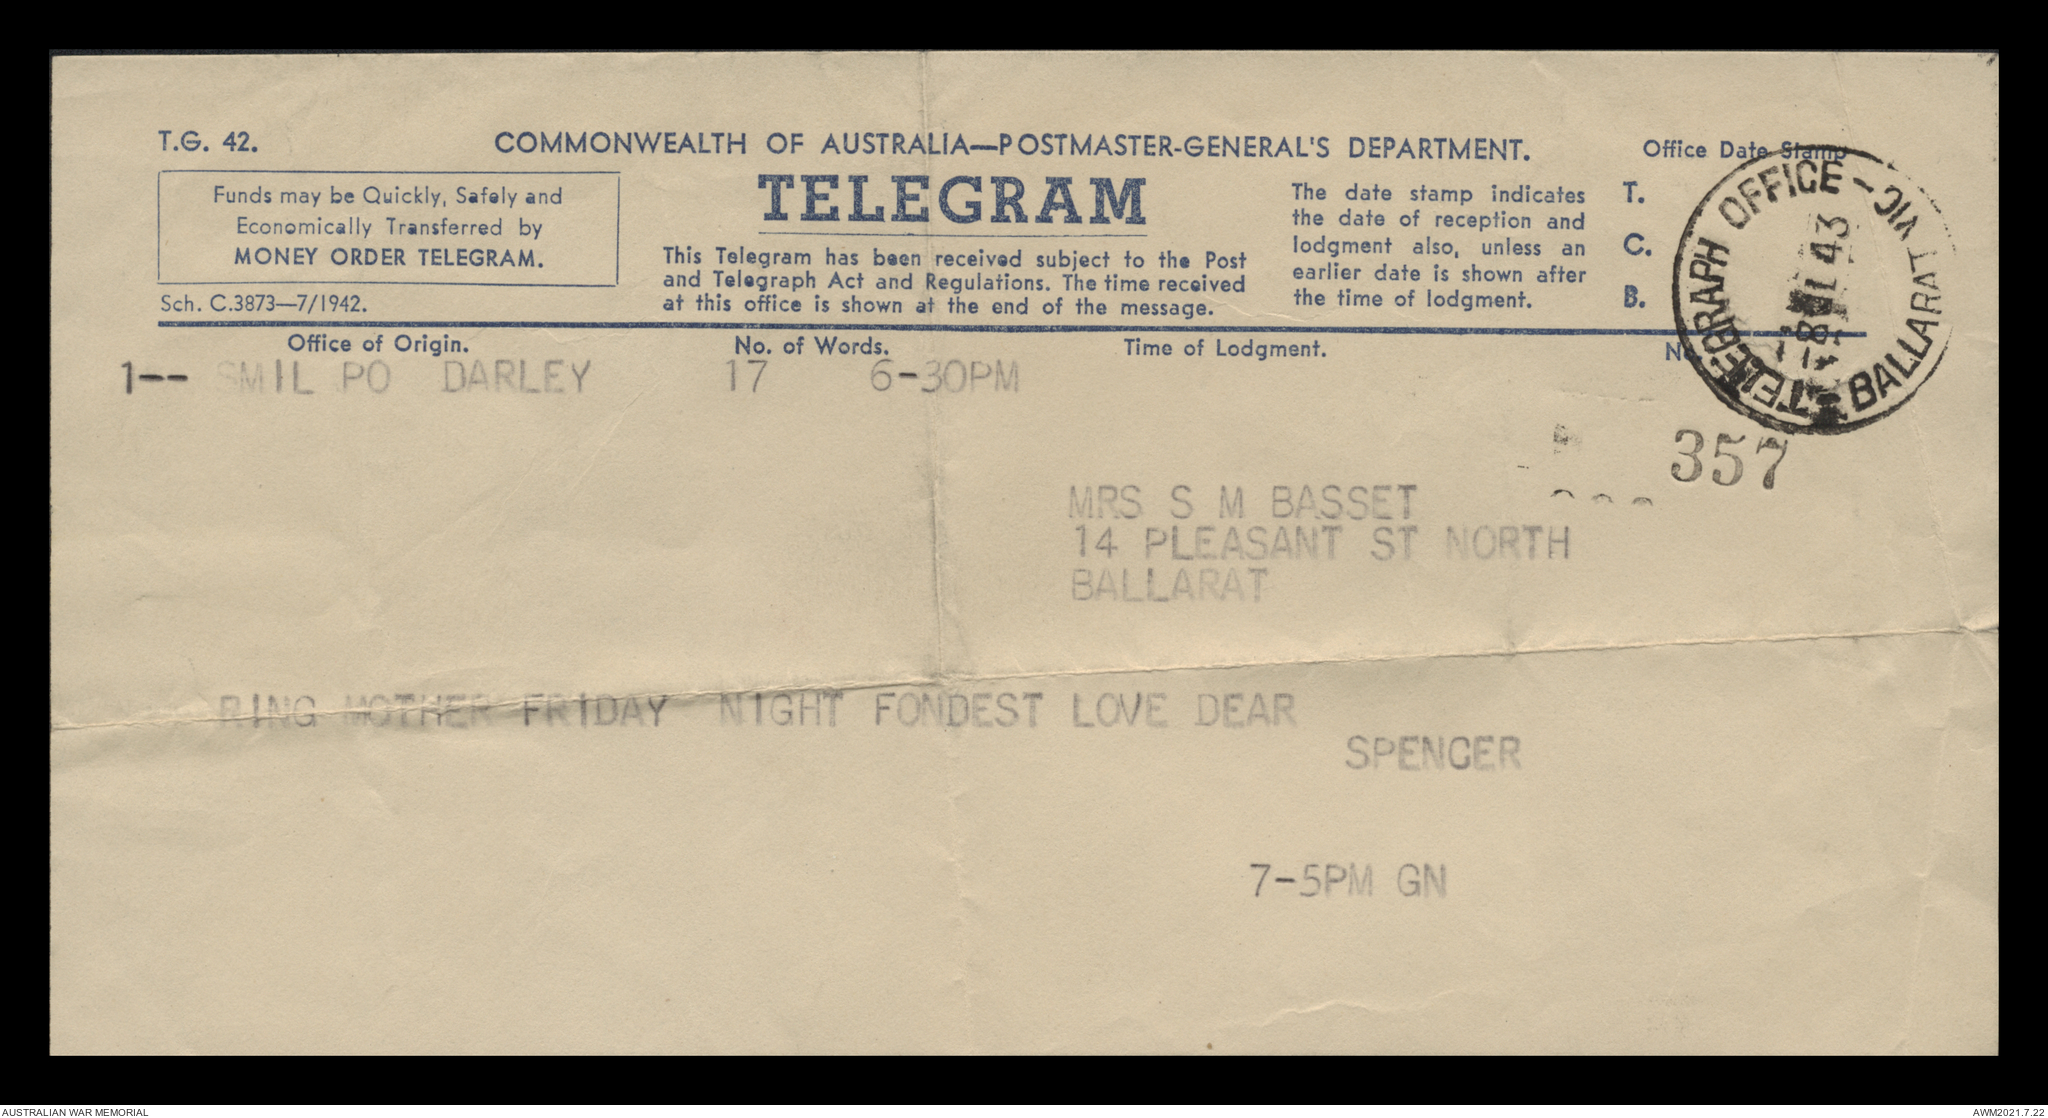 T.G. 42.
COMMONWEALTH OF AUSTRALIA—POSTMASTER-GENERAL'S DEPARTMENT.
Office Date Stamp
Funds may be Quickly, Safely and
Economically Transferred by
MONEY ORDER TELEGRAM.
Sch. C.3873—7/1942.
TELEGRAM
This Telegram has been received subject to the Post
and Telegraph Act and Regulations. The time received
at this office is shown at the end of the message.
The date stamp indicates
the date of reception and
lodgment also, unless an
earlier date is shown after
the time of lodgment.
T.
C.
B.
TELEGRAPH OFFICE - BALLARAT VIC
43
Office of Origin.
No. of Words.
Time of Lodgment.
No.
1-- SMIL PO DARLEY 17 6-30PM
357
MRS S M BASSET
14 PLEASANT ST NORTH
BALLARAT
RING MOTHER FRIDAY NIGHT FONDEST LOVE DEAR
SPENCER
7-5PM GN
AUSTRALIAN WAR MEMORIAL
AWM2021.7.22